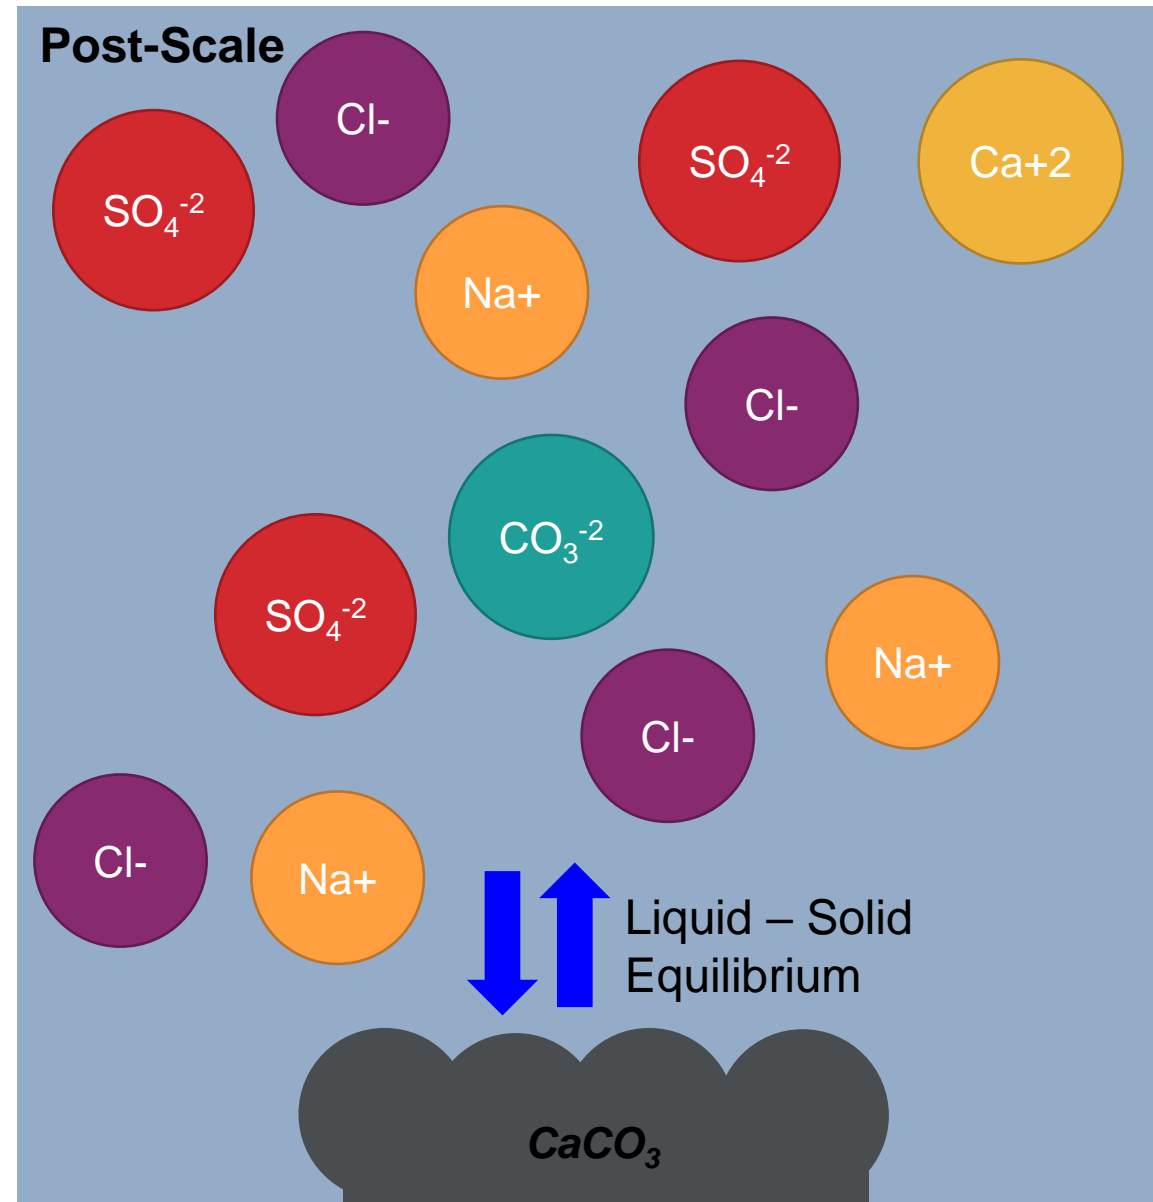 Post-Scale
Cl-
SO₄⁻²
SO₄⁻²
Ca+2
Na+
Cl-
CO₃⁻²
SO₄⁻²
Na+
Cl-
Cl-
Na+
Liquid – Solid
Equilibrium
CaCO₃